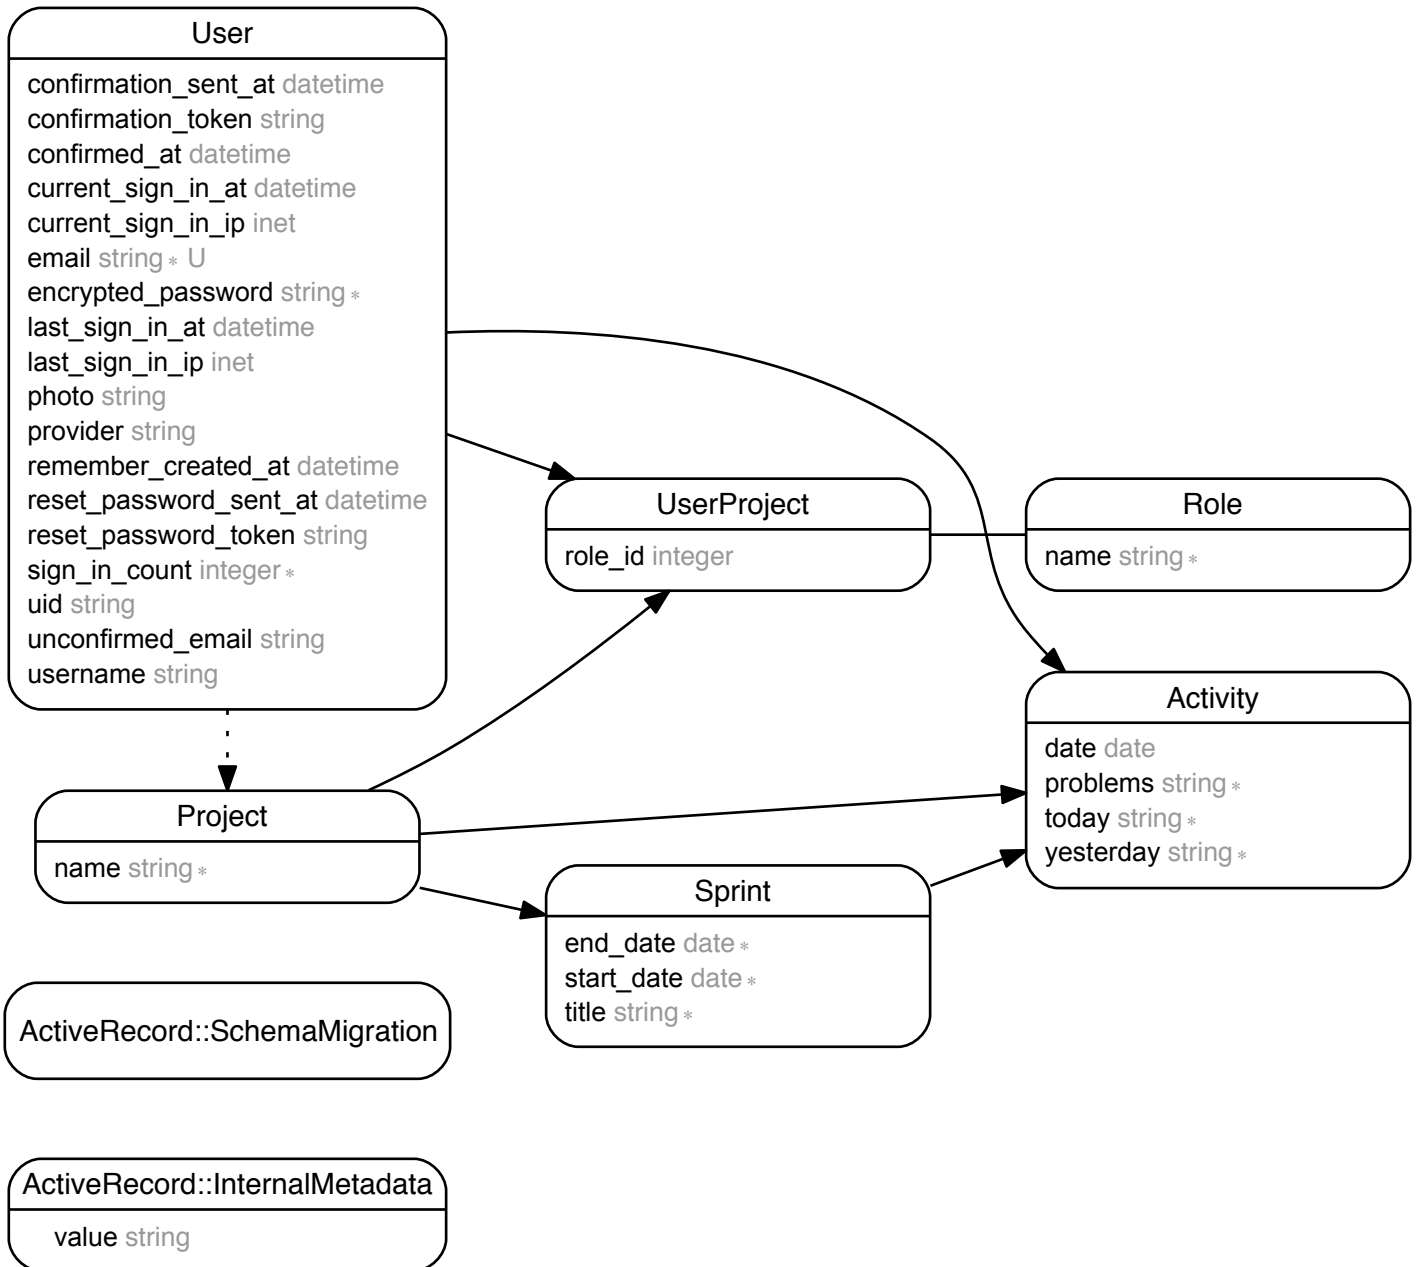 User
confirmation_sent_at datetime
confirmation_token string
confirmed_at datetime
current_sign_in_at datetime
current_sign_in_ip inet
email string * U
encrypted_password string *
last_sign_in_at datetime
last_sign_in_ip inet
photo string
provider string
remember_created_at datetime
reset_password_sent_at datetime
reset_password_token string
sign_in_count integer *
uid string
unconfirmed_email string
username string
UserProject
role_id integer
Role
name string *
Activity
date date
problems string *
today string *
yesterday string *
Project
name string *
Sprint
end_date date *
start_date date *
title string *
ActiveRecord::SchemaMigration
ActiveRecord::InternalMetadata
value string